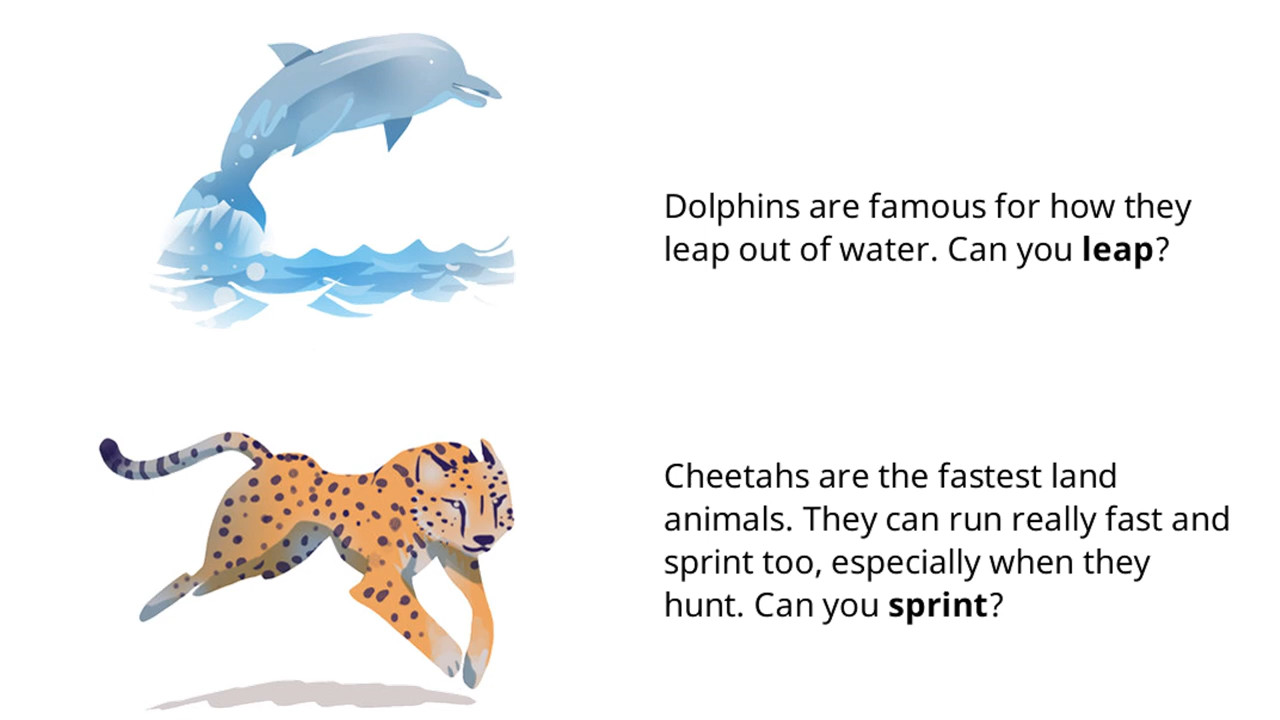 Dolphins are famous for how they
leap out of water. Can you leap?
Cheetahs are the fastest land
animals. They can run really fast and
sprint too, especially when they
hunt. Can you sprint?